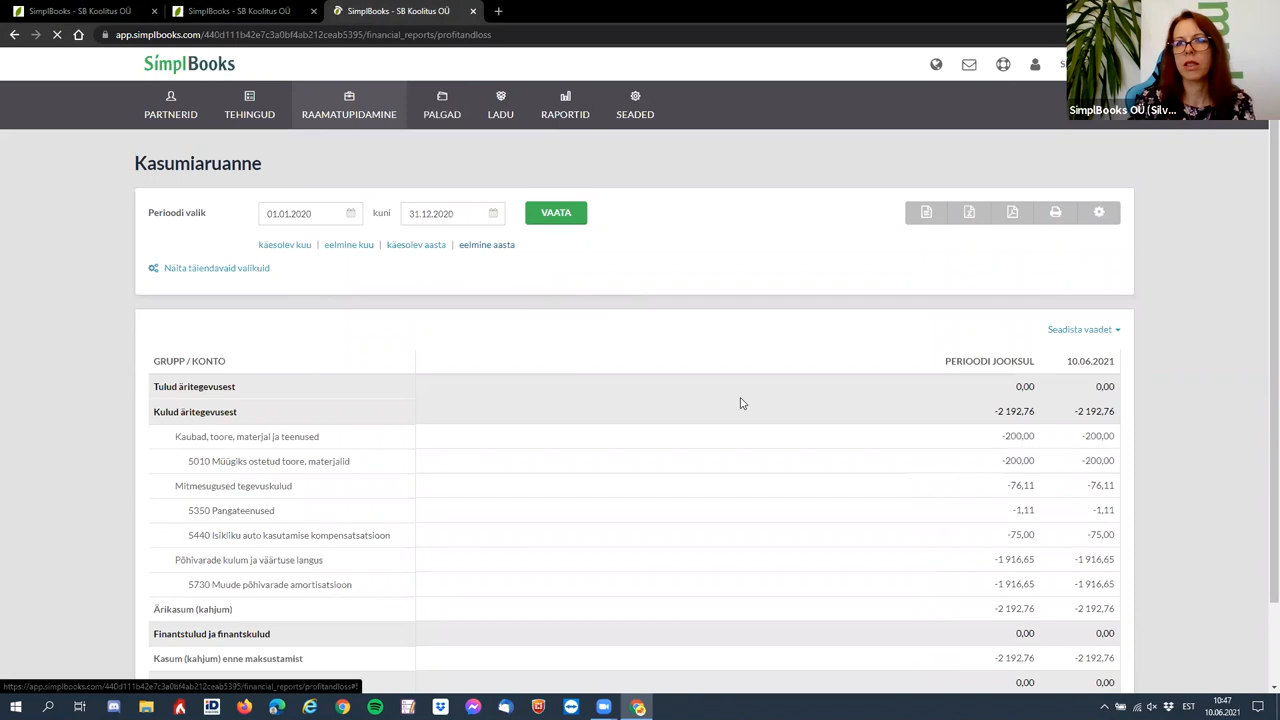 SimplBooks - SB Koolitus OÜ
SimplBooks - SB Koolitus OÜ
SimplBooks - SB Koolitus OÜ
app.simplbooks.com/440d111b42e7c3a0bf4ab212ceab5395/financial_reports/profitandloss
SimplBooks
SimplBooks OÜ (Silv...
PARTNERID
TEHINGUD
RAAMATUPIDAMINE
PALGAD
LADU
RAPORTID
SEADED
Kasumiaruanne
Perioodi valik
01.01.2020
kuni
31.12.2020
VAATA
käesolev kuu | eelmine kuu | käesolev aasta | eelmine aasta
Näita täiendavaid valikuid
Seadista vaadet
GRUPP / KONTO PERIOODI JOOKSUL 10.06.2021
Tulud äritegevusest 0,00 0,00
Kulud äritegevusest -2 192,76 -2 192,76
Kaubad, toore, materjal ja teenused -200,00 -200,00
5010 Müügiks ostetud toore, materjalid -200,00 -200,00
Mitmesugused tegevuskulud -76,11 -76,11
5350 Pangateenused -1,11 -1,11
5440 Isikliku auto kasutamise kompensatsatsioon -75,00 -75,00
Põhivarade kulum ja väärtuse langus -1 916,65 -1 916,65
5730 Muude põhivarade amortisatsioon -1 916,65 -1 916,65
Ärikasum (kahjum) -2 192,76 -2 192,76
Finantstulud ja finantskulud 0,00 0,00
Kasum (kahjum) enne maksustamist -2 192,76 -2 192,76
0,00 0,00
https://app.simplbooks.com/440d111b42e7c3a0bf4ab212ceab5395/financial_reports/profitandloss#
EST
10:47
10.06.2021